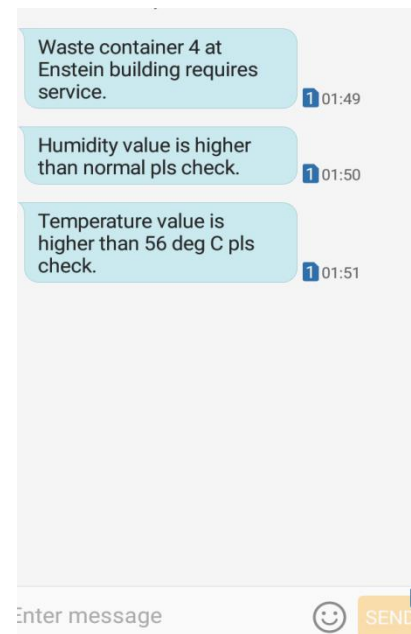 Waste container 4 at
Enstein building requires
service.
1 01:49
Humidity value is higher
than normal pls check.
1 01:50
Temperature value is
higher than 56 deg C pls
check.
1 01:51
Enter message
SEND